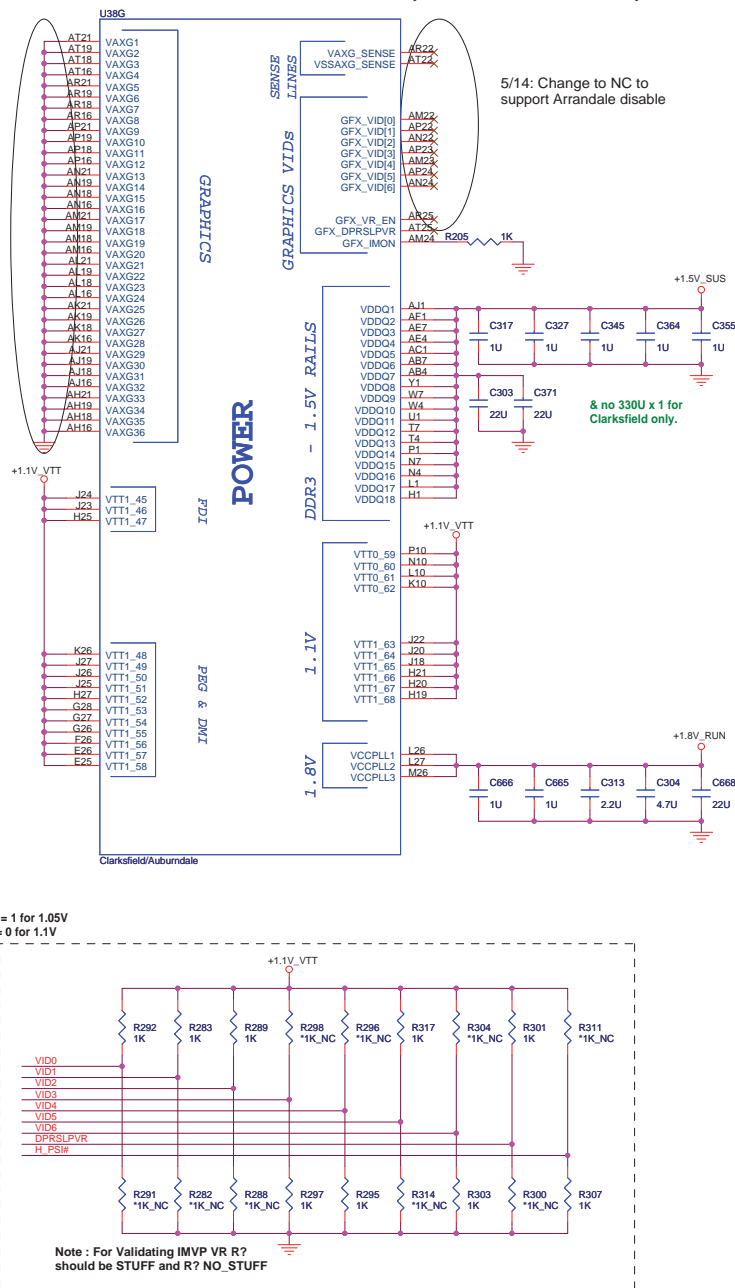 U38G
AT21 VAXG1
AT19 VAXG2
AT18 VAXG3
AT16 VAXG4
AR21 VAXG5
AR19 VAXG6
AR18 VAXG7
AR16 VAXG8
AP21 VAXG9
AP19 VAXG10
AP18 VAXG11
AP16 VAXG12
AN21 VAXG13
AN19 VAXG14
AN18 VAXG15
AN16 VAXG16
AM21 VAXG17
AM19 VAXG18
AM18 VAXG19
AM16 VAXG20
AL21 VAXG21
AL19 VAXG22
AL18 VAXG23
AL16 VAXG24
AK21 VAXG25
AK19 VAXG26
AK18 VAXG27
AK16 VAXG28
AJ21 VAXG29
AJ19 VAXG30
AJ18 VAXG31
AJ16 VAXG32
AH21 VAXG33
AH19 VAXG34
AH18 VAXG35
AH16 VAXG36
GRAPHICS
POWER
SENSE
LINES
VAXG_SENSE AR22
VSSAXG_SENSE AT22
GRAPHICS VIDs
GFX_VID[0] AM22
GFX_VID[1] AP22
GFX_VID[2] AN22
GFX_VID[3] AP23
GFX_VID[4] AM23
GFX_VID[5] AP24
GFX_VID[6] AN24
GFX_VR_EN AR25
GFX_DPRSLPVR AT25
GFX_IMON AM24
R205 1K
5/14: Change to NC to
support Arrandale disable
DDR3 - 1.5V RAILS
VDDQ1 AJ1
VDDQ2 AF1
VDDQ3 AE7
VDDQ4 AE4
VDDQ5 AC1
VDDQ6 AB7
VDDQ7 AB4
VDDQ8 Y1
VDDQ9 W7
VDDQ10 W4
VDDQ11 U1
VDDQ12 T7
VDDQ13 T4
VDDQ14 P1
VDDQ15 N7
VDDQ16 N4
VDDQ17 L1
VDDQ18 H1
+1.5V_SUS
C317 C327 C345 C364 C355
1U 1U 1U 1U 1U
C303 C371
22U 22U
& no 330U x 1 for
Clarksfield only.
+1.1V_VTT
J24 VTT1_45
J23 VTT1_46
H25 VTT1_47
FDI
K26 VTT1_48
J27 VTT1_49
J26 VTT1_50
J25 VTT1_51
H27 VTT1_52
G28 VTT1_53
G27 VTT1_54
G26 VTT1_55
F26 VTT1_56
E26 VTT1_57
E25 VTT1_58
PEG & DMI
1.1V
+1.1V_VTT
VTT0_59 P10
VTT0_60 N10
VTT0_61 L10
VTT0_62 K10
VTT1_63 J22
VTT1_64 J20
VTT1_65 J18
VTT1_66 H21
VTT1_67 H20
VTT1_68 H19
1.8V
VCCPLL1 L26
VCCPLL2 L27
VCCPLL3 M26
+1.8V_RUN
C666 C665 C313 C304 C668
1U 1U 2.2U 4.7U 22U
Clarksfield/Auburndale
= 1 for 1.05V
= 0 for 1.1V
+1.1V_VTT
R292 R283 R289 R298 R296 R317 R304 R301 R311
1K 1K 1K *1K_NC *1K_NC 1K *1K_NC 1K *1K_NC
VID0
VID1
VID2
VID3
VID4
VID5
VID6
DPRSLPVR
H_PSI#
R291 R282 R288 R297 R295 R314 R303 R300 R307
*1K_NC *1K_NC *1K_NC 1K 1K *1K_NC 1K *1K_NC 1K
Note : For Validating IMVP VR R?
should be STUFF and R? NO_STUFF